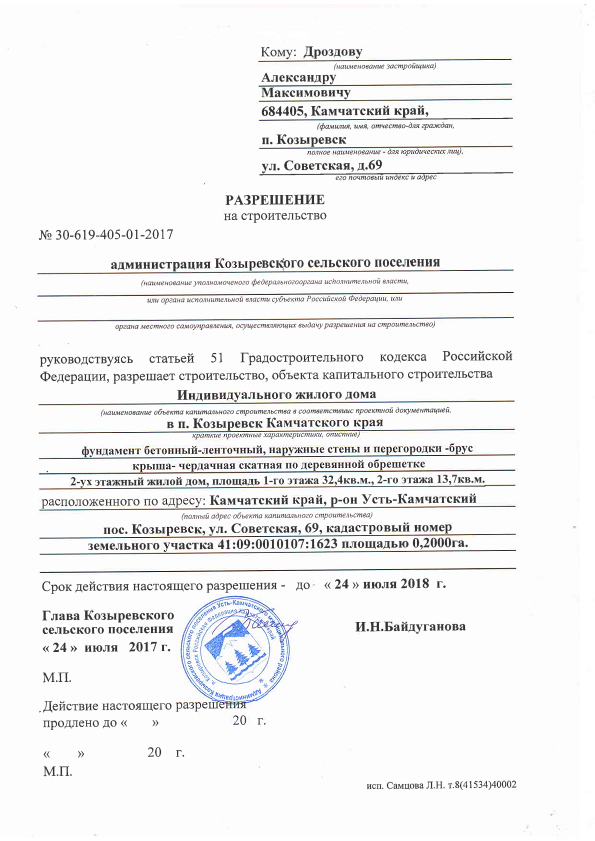 Кому: Дроздову
(наименование застройщика)
Александру
Максимовичу
684405, Камчатский край,
(фамилия, имя, отчество-для граждан,
п. Козыревск
полное наименование - для юридических лиц),
ул. Советская, д.69
его почтовый индекс и адрес
РАЗРЕШЕНИЕ
на строительство
№ 30-619-405-01-2017
администрация Козыревского сельского поселения
(наименование уполномоченного федерального органа исполнительной власти,
или органа исполнительной власти субъекта Российской Федерации, или
органа местного самоуправления, осуществляющих выдачу разрешения на строительство)
руководствуясь статьей 51 Градостроительного кодекса Российской
Федерации, разрешает строительство, объекта капитального строительства
Индивидуального жилого дома
(наименование объекта капитального строительства в соответствиис проектной документацией,
в п. Козыревск Камчатского края
краткие проектные характеристики, опистние)
фундамент бетонный-ленточный, наружные стены и перегородки -брус
крыша- чердачная скатная по деревянной обрешетке
2-ух этажный жилой дом, площадь 1-го этажа 32,4кв.м., 2-го этажа 13,7кв.м.
расположенного по адресу: Камчатский край, р-он Усть-Камчатский
(полный адрес объекта капитального строительства)
пос. Козыревск, ул. Советская, 69, кадастровый номер
земельного участка 41:09:0010107:1623 площадью 0,2000га.
Срок действия настоящего разрешения - до « 24 » июля 2018 г.
Глава Козыревского
сельского поселения И.Н.Байдуганова
« 24 » июля 2017 г.
М.П.
Действие настоящего разрешения
продлено до « » 20 г.
« » 20 г.
М.П.
исп. Самцова Л.Н. т.8(41534)40002